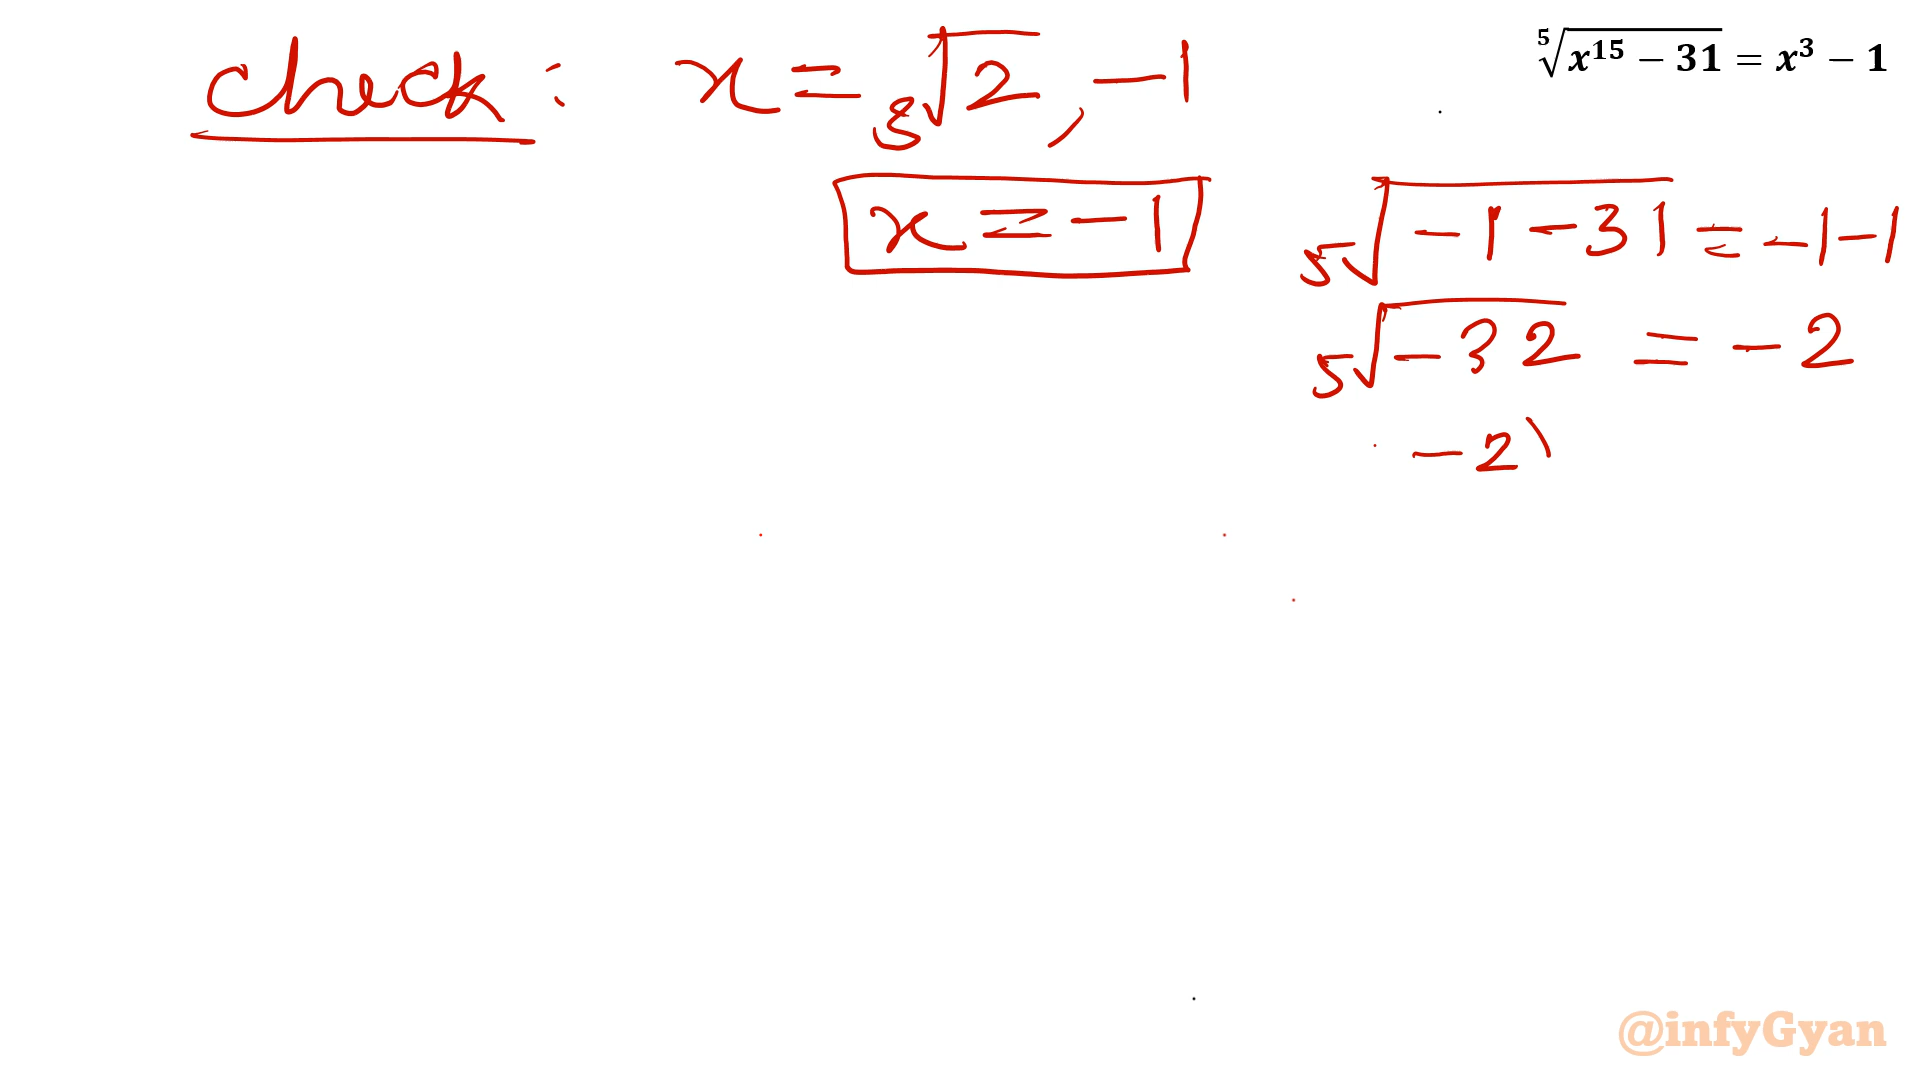 check : x = ³√2 , -1
⁵√x¹⁵ − 31 = x³ − 1
x = -1
⁵√-1-31 = -1-1
⁵√-32 = -2
-2
@infyGyan